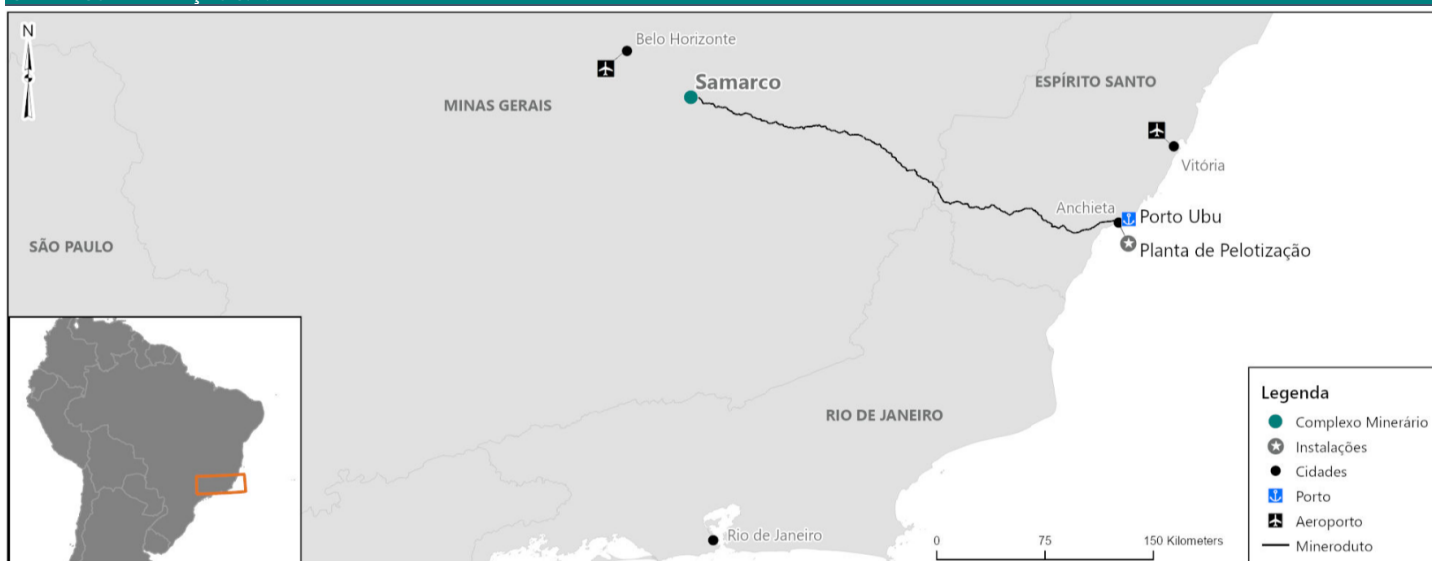 N
Belo Horizonte
Samarco
MINAS GERAIS
ESPÍRITO SANTO
Vitória
Anchieta
Porto Ubu
Planta de Pelotização
SÃO PAULO
RIO DE JANEIRO
Rio de Janeiro
0 75 150 Kilometers
Legenda
Complexo Minerário
Instalações
Cidades
Porto
Aeroporto
Mineroduto